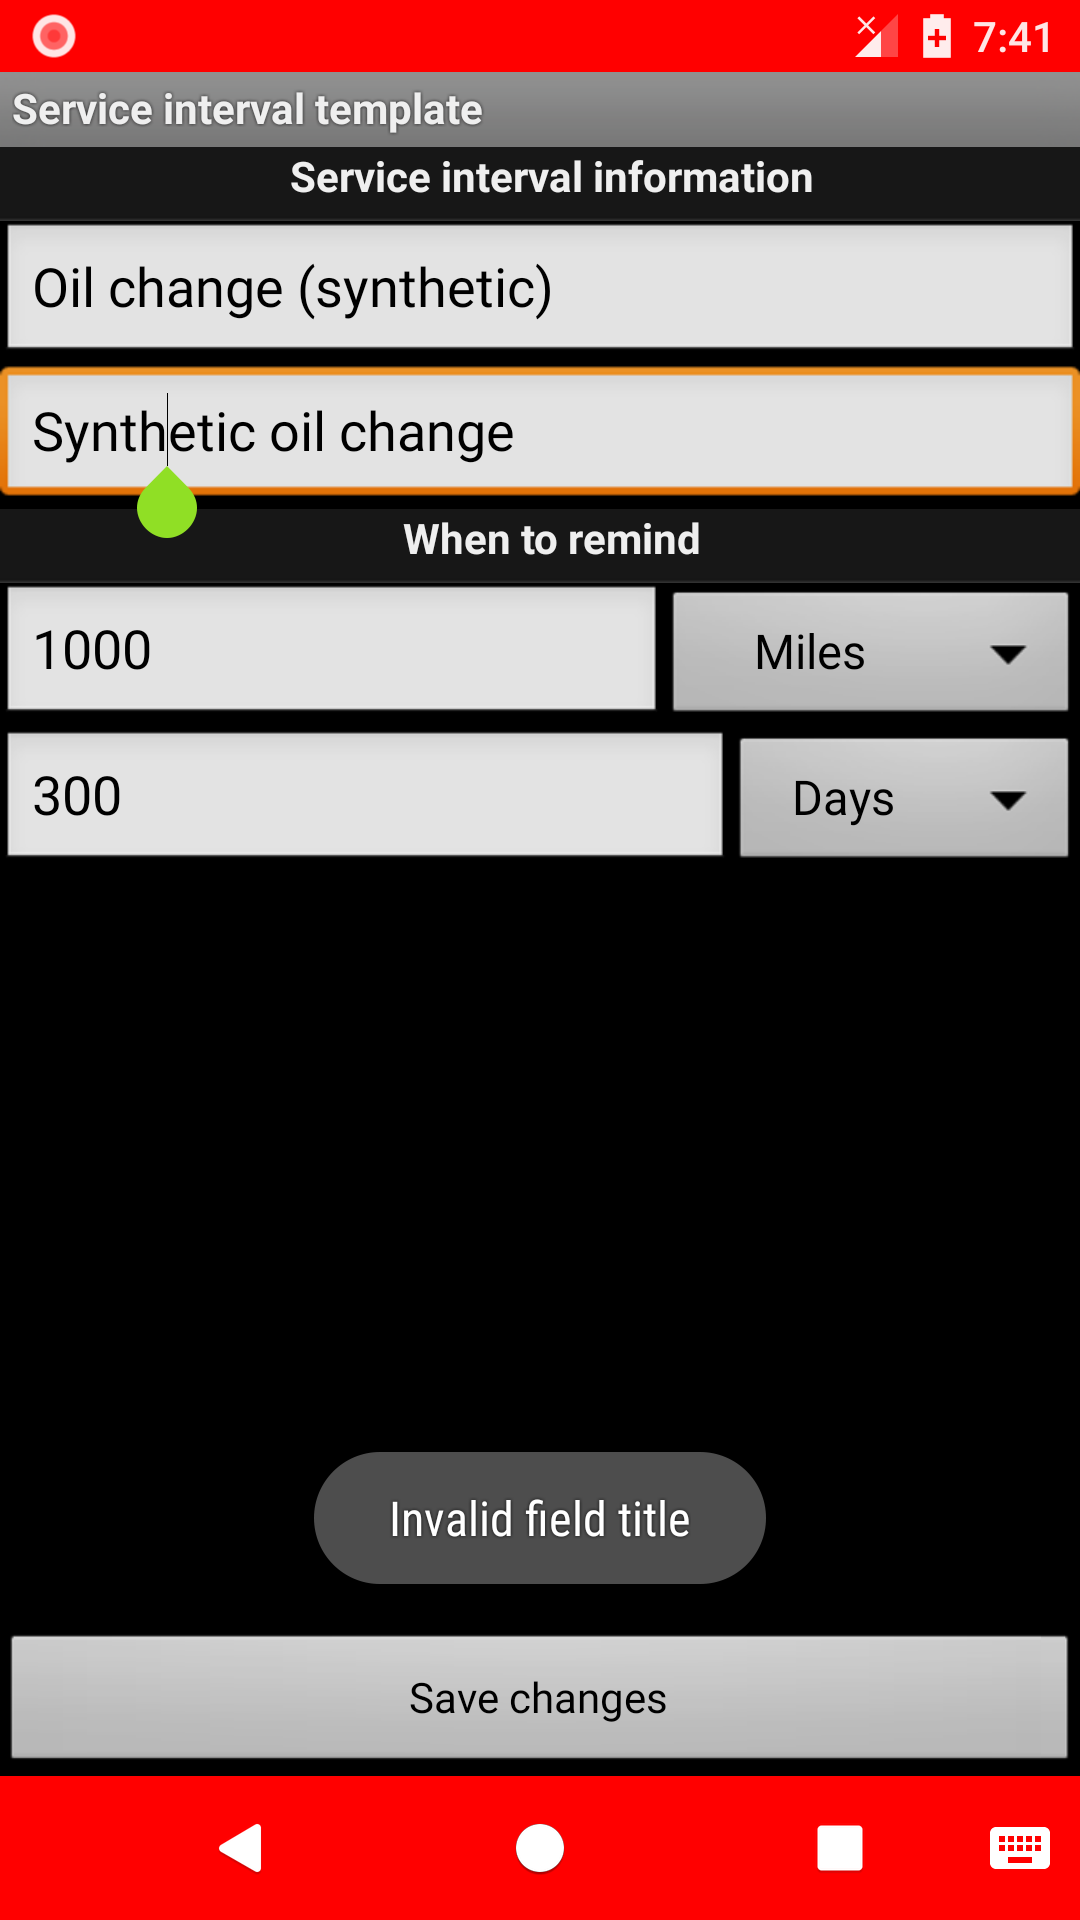 7:41
Service interval template
Service interval information
Oil change (synthetic)
Synthetic oil change
When to remind
1000
Miles
300
Days
Invalid field title
Save changes